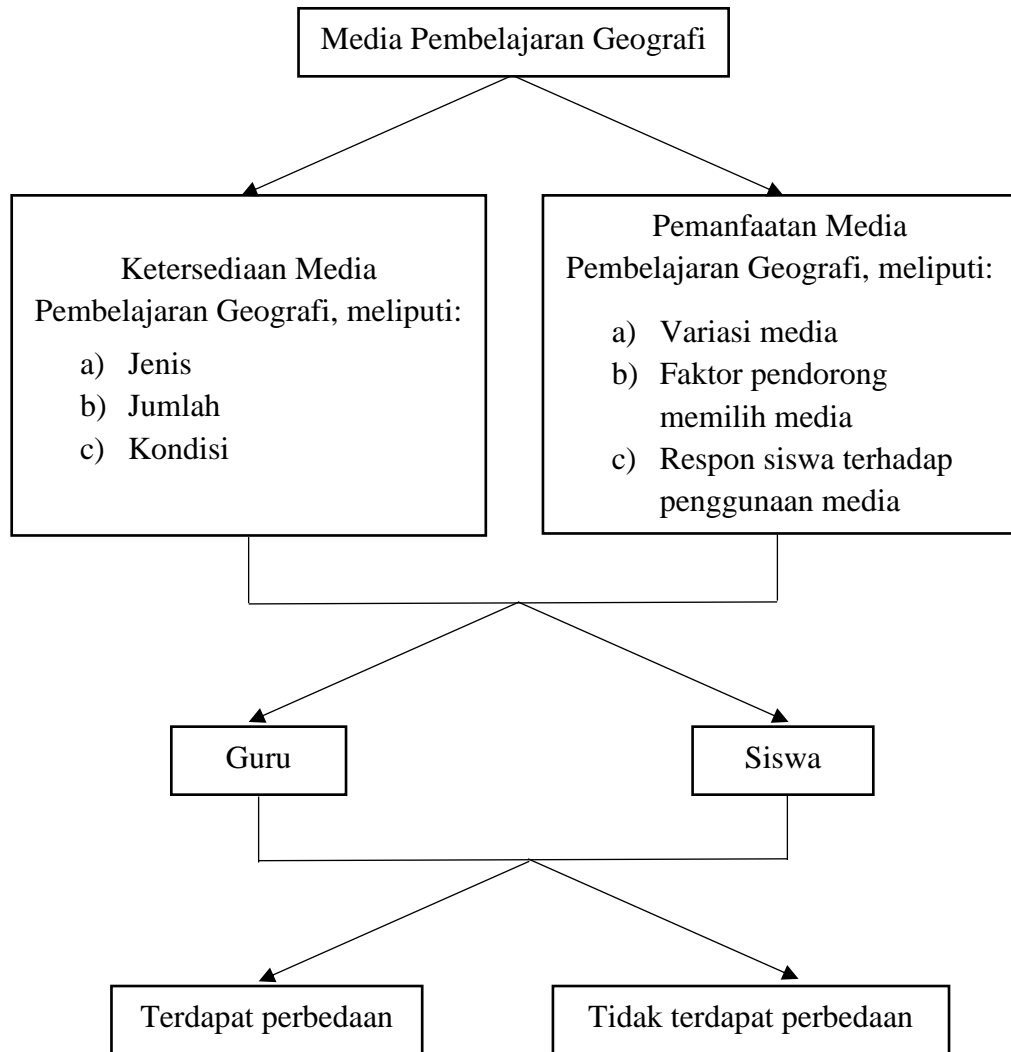 Media Pembelajaran Geografi
Ketersediaan Media
Pembelajaran Geografi, meliputi:
a) Jenis
b) Jumlah
c) Kondisi
Pemanfaatan Media
Pembelajaran Geografi, meliputi:
a) Variasi media
b) Faktor pendorong
memilih media
c) Respon siswa terhadap
penggunaan media
Guru
Siswa
Terdapat perbedaan
Tidak terdapat perbedaan